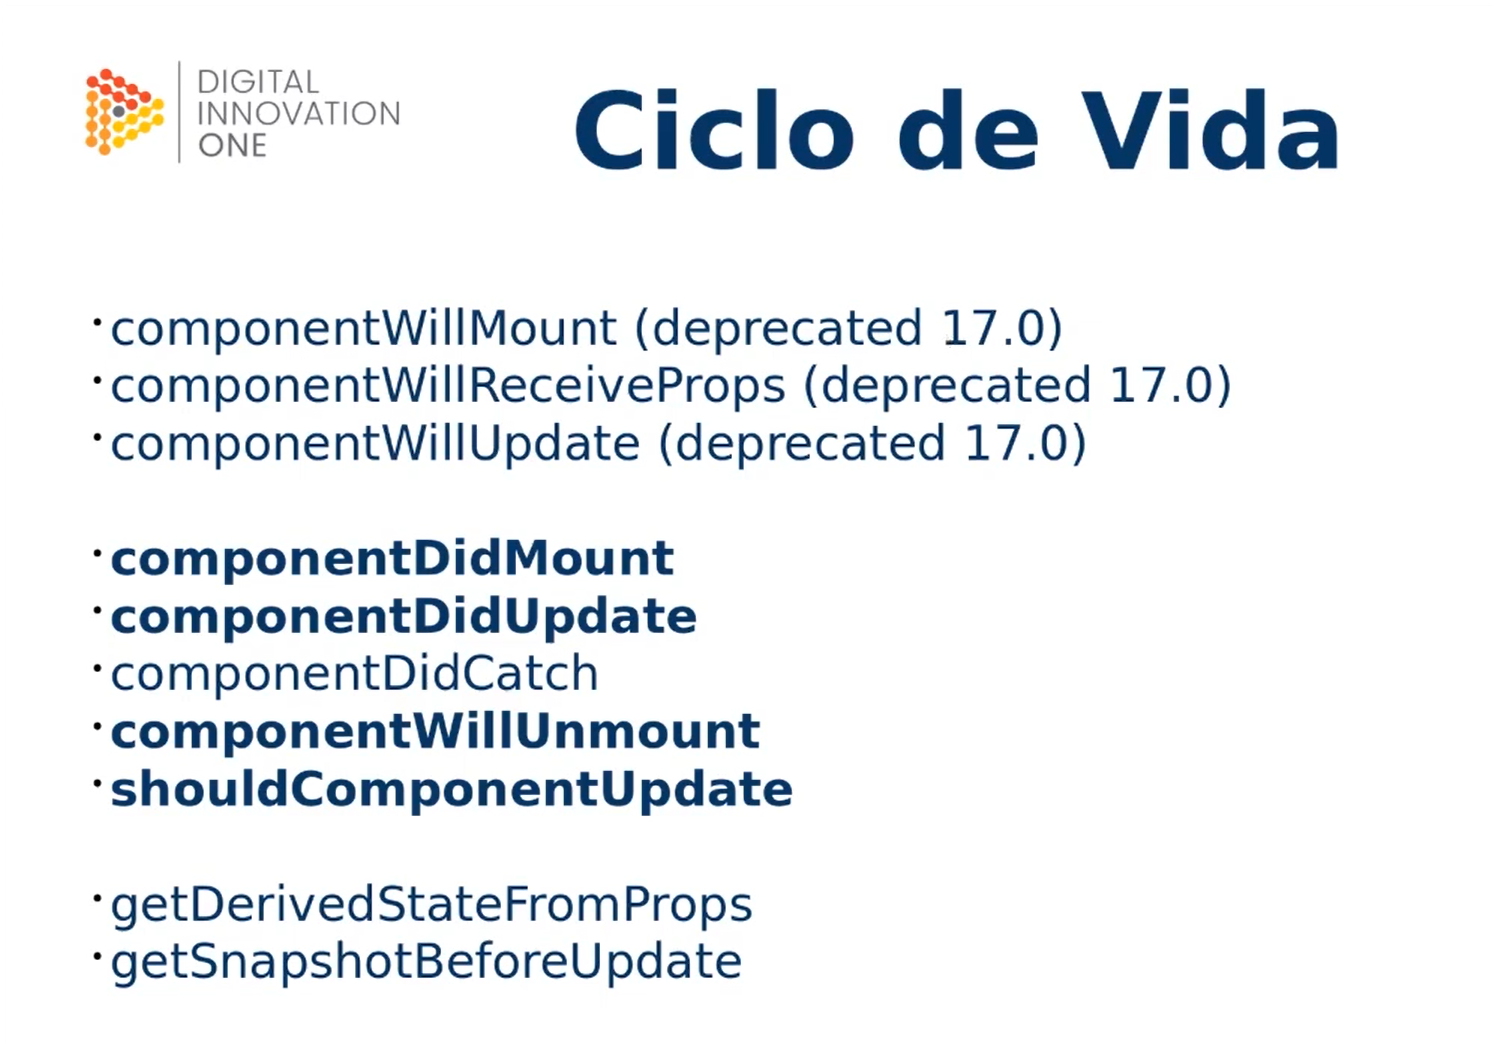 DIGITAL
INNOVATION
ONE
Ciclo de Vida
·componentWillMount (deprecated 17.0)
·componentWillReceiveProps (deprecated 17.0)
·componentWillUpdate (deprecated 17.0)
·componentDidMount
·componentDidUpdate
·componentDidCatch
·componentWillUnmount
·shouldComponentUpdate
·getDerivedStateFromProps
·getSnapshotBeforeUpdate